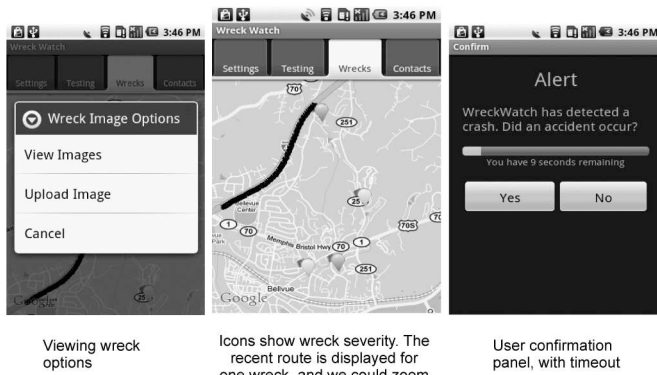 3:46 PM
Wreck Watch
Settings Testing Wrecks Contacts
Wreck Image Options
View Images
Upload Image
Cancel
Google
25
Viewing wreck
options
3:46 PM
Wreck Watch
Settings Testing Wrecks Contacts
70
251
Bellevue
Center
25
1 70
70S
70
Park
Memphis Bristol Hwy 70 1
251
Bellevue
Google
Icons show wreck severity. The
recent route is displayed for
one wreck, and we could zoom
3:46 PM
Confirm
Alert
WreckWatch has detected a
crash. Did an accident occur?
You have 9 seconds remaining
Yes No
User confirmation
panel, with timeout